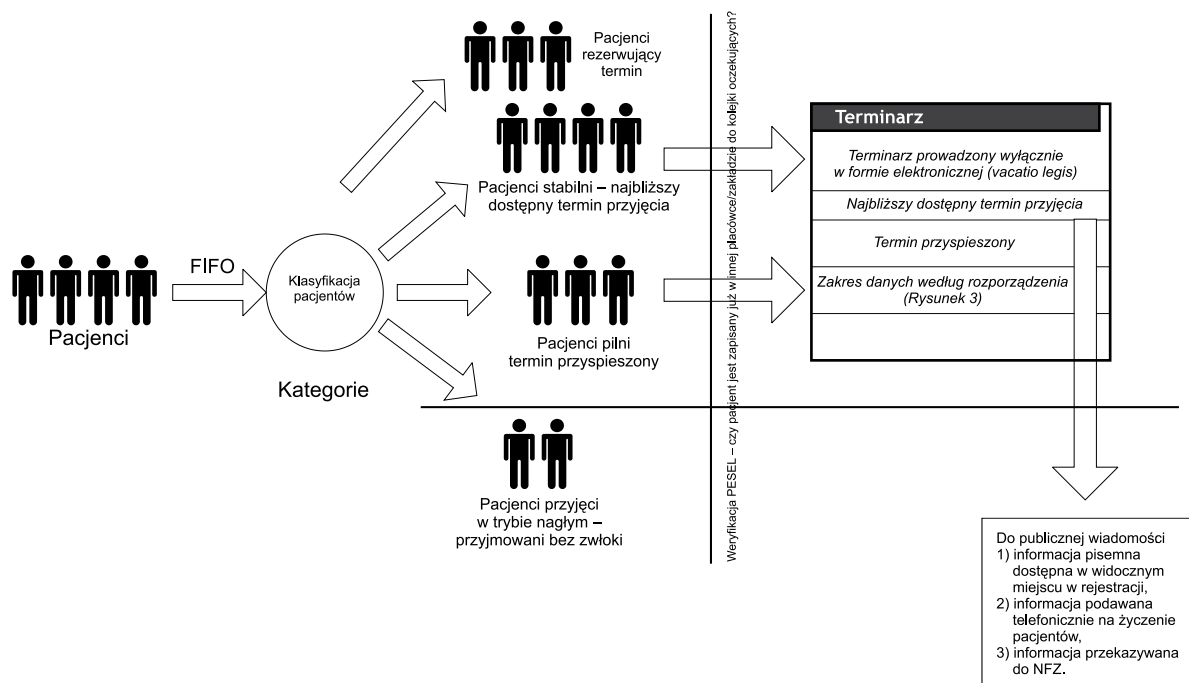 Pacjenci
FIFO
Klasyfikacja
pacjentów
Kategorie
Pacjenci
rezerwujący
termin
Pacjenci stabilni – najbliższy
dostępny termin przyjęcia
Pacjenci pilni
termin przyspieszony
Pacjenci przyjęci
w trybie nagłym –
przyjmowani bez zwłoki
Weryfikacja PESEL – czy pacjent jest zapisany już w innej placówce/zakładzie do kolejki oczekujących?
Terminarz
Terminarz prowadzony wyłącznie
w formie elektronicznej (vacatio legis)
Najbliższy dostępny termin przyjęcia
Termin przyspieszony
Zakres danych według rozporządzenia
(Rysunek 3)
Do publicznej wiadomości
1) informacja pisemna
dostępna w widocznym
miejscu w rejestracji,
2) informacja podawana
telefonicznie na życzenie
pacjentów,
3) informacja przekazywana
do NFZ.